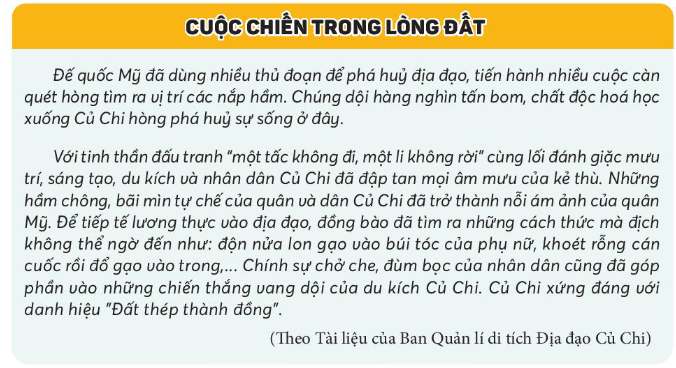 CUỘC CHIẾN TRONG LÒNG ĐẤT
Đế quốc Mỹ đã dùng nhiều thủ đoạn để phá huỷ địa đạo, tiến hành nhiều cuộc càn
quét hòng tìm ra vị trí các nắp hầm. Chúng dội hàng nghìn tấn bom, chất độc hoá học
xuống Củ Chi hòng phá huỷ sự sống ở đây.
Với tinh thần đấu tranh "một tấc không đi, một li không rời" cùng lối đánh giặc mưu
trí, sáng tạo, du kích và nhân dân Củ Chi đã đập tan mọi âm mưu của kẻ thù. Những
hầm chông, bãi mìn tự chế của quân và dân Củ Chi đã trở thành nỗi ám ảnh của quân
Mỹ. Để tiếp tế lương thực vào địa đạo, đồng bào đã tìm ra những cách thức mà địch
không thể ngờ đến như: độn nửa lon gạo vào búi tóc của phụ nữ, khoét rỗng cán
cuốc rồi đổ gạo vào trong,... Chính sự chở che, đùm bọc của nhân dân cũng đã góp
phần vào những chiến thắng vang dội của du kích Củ Chi. Củ Chi xứng đáng với
danh hiệu "Đất thép thành đồng".
(Theo Tài liệu của Ban Quản lí di tích Địa đạo Củ Chi)